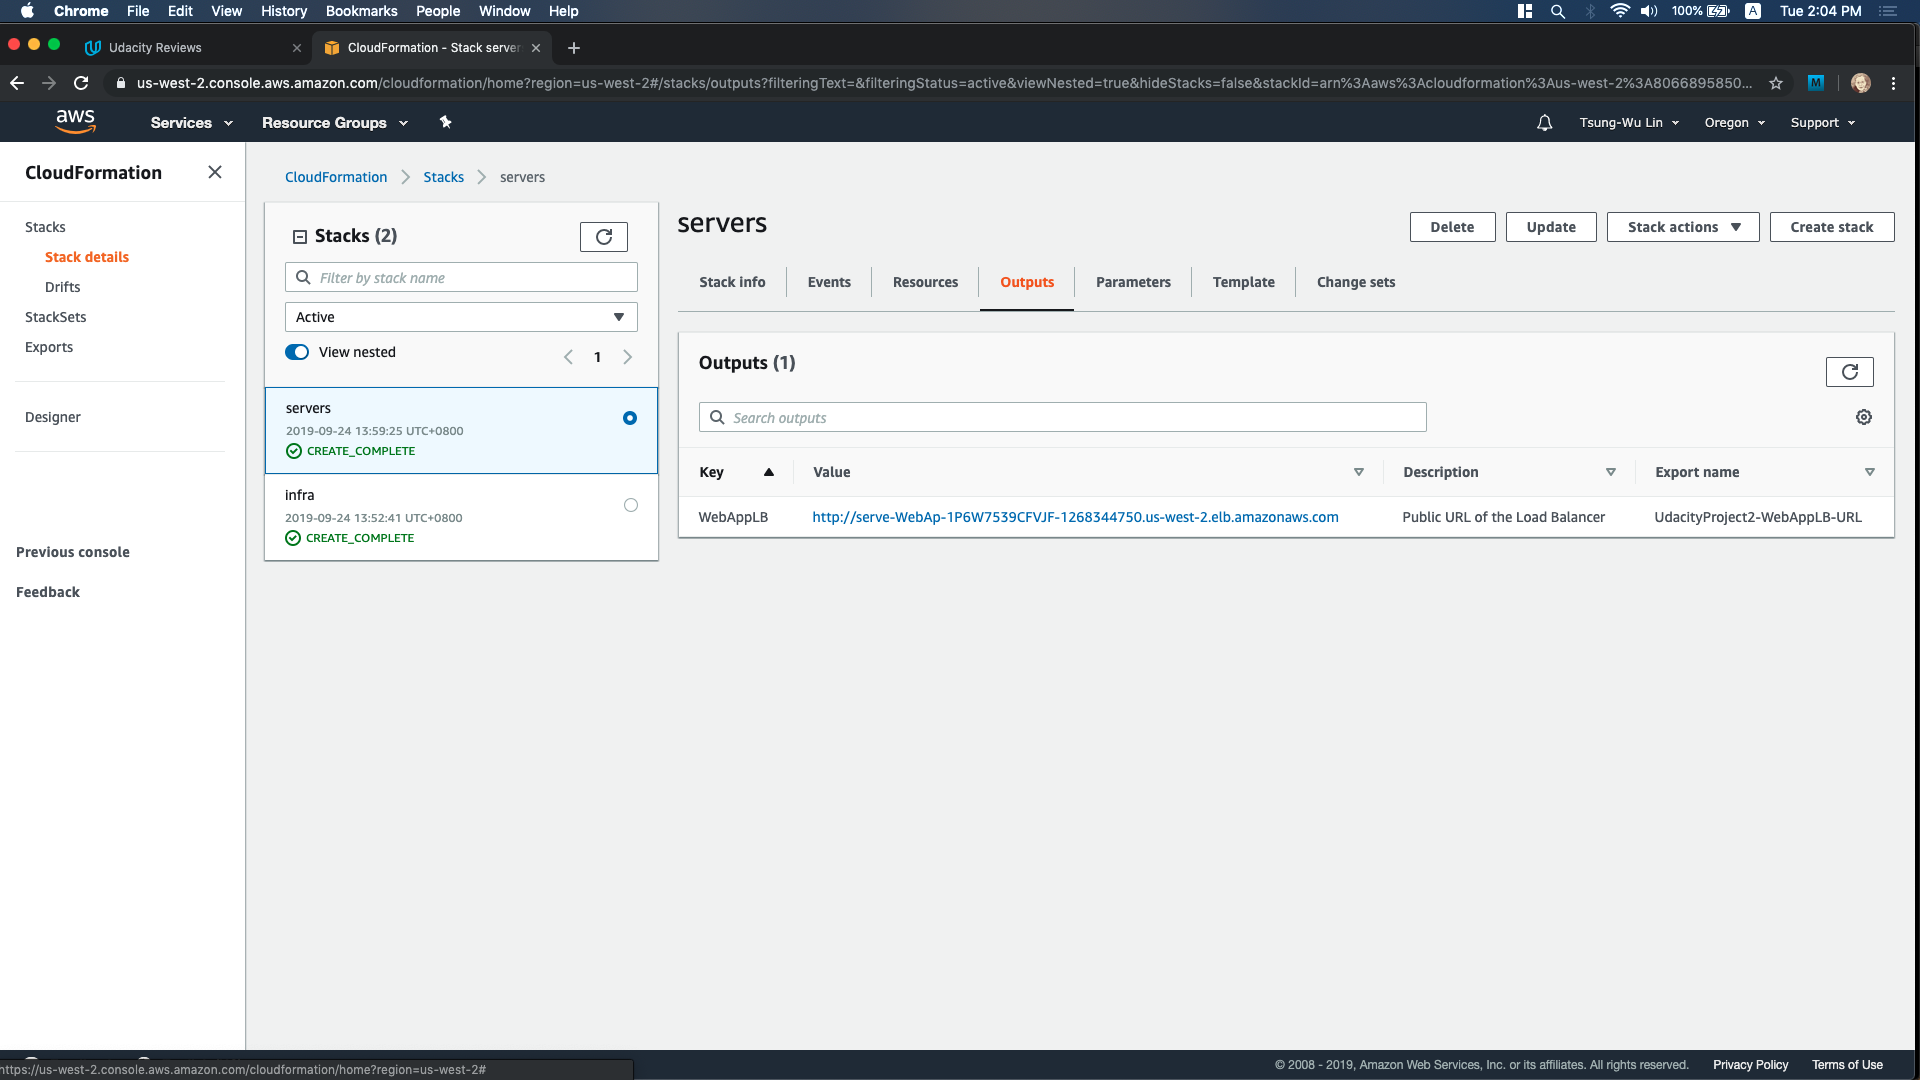 Chrome File Edit View History Bookmarks People Window Help 100% A Tue 2:04 PM
Udacity Reviews CloudFormation - Stack server
us-west-2.console.aws.amazon.com/cloudformation/home?region=us-west-2#/stacks/outputs?filteringText=&filteringStatus=active&viewNested=true&hideStacks=false&stackId=arn%3Aaws%3Acloudformation%3Aus-west-2%3A8066895850... M
aws Services Resource Groups Tsung-Wu Lin Oregon Support
CloudFormation
Stacks
Stack details
Drifts
StackSets
Exports
Designer
Previous console
Feedback
CloudFormation Stacks servers
Stacks (2)
Filter by stack name
Active
View nested 1
servers
2019-09-24 13:59:25 UTC+0800
CREATE_COMPLETE
infra
2019-09-24 13:52:41 UTC+0800
CREATE_COMPLETE
servers
Delete Update Stack actions Create stack
Stack info Events Resources Outputs Parameters Template Change sets
Outputs (1)
Search outputs
Key Value Description Export name
WebAppLB http://serve-WebAp-1P6W7539CFVJF-1268344750.us-west-2.elb.amazonaws.com Public URL of the Load Balancer UdacityProject2-WebAppLB-URL
© 2008 - 2019, Amazon Web Services, Inc. or its affiliates. All rights reserved. Privacy Policy Terms of Use
https://us-west-2.console.aws.amazon.com/cloudformation/home?region=us-west-2#